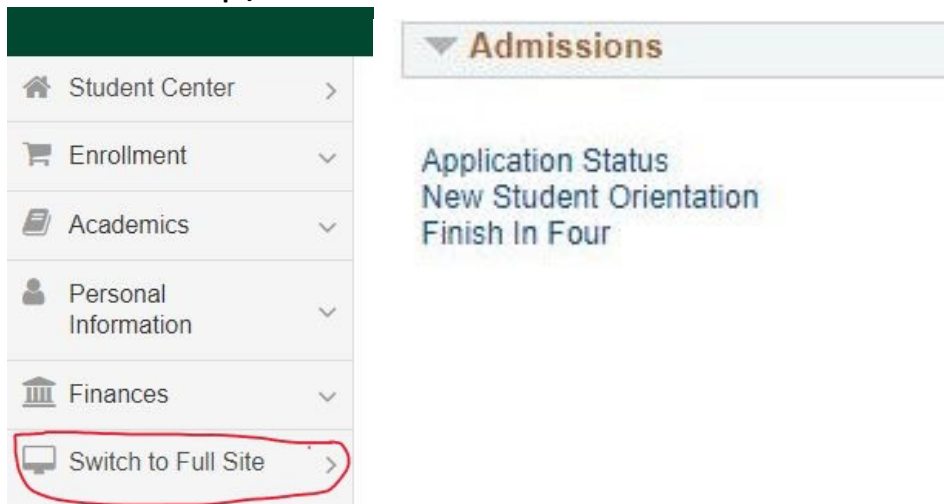 Student Center
Enrollment
Academics
Personal
Information
Finances
Switch to Full Site
Admissions
Application Status
New Student Orientation
Finish In Four